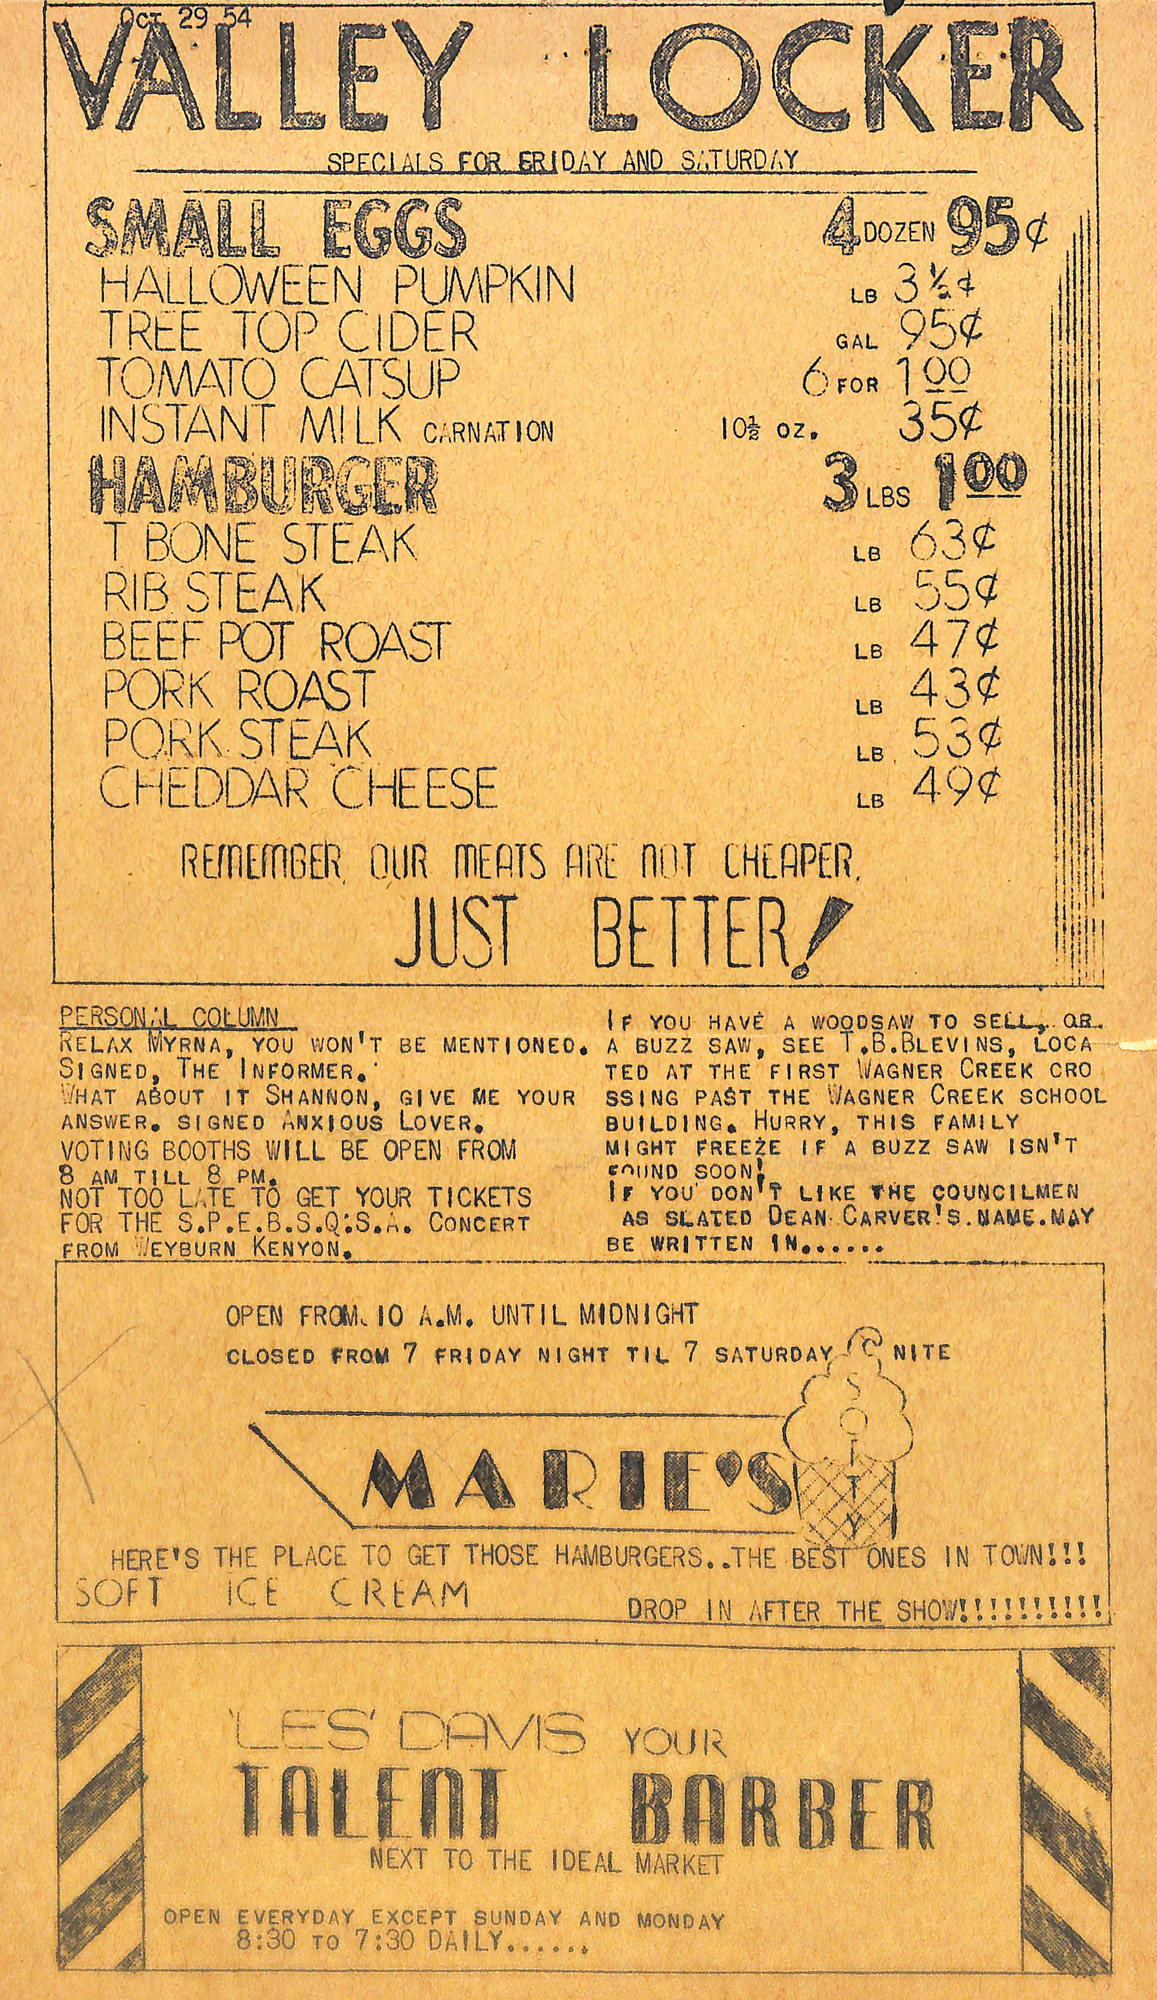 OCT 29 54
VALLEY LOCKER
SPECIALS FOR FRIDAY AND SATURDAY
SMALL EGGS 4 DOZEN 95¢
HALLOWEEN PUMPKIN LB 3½¢
TREE TOP CIDER GAL 95¢
TOMATO CATSUP 6 FOR 1 00
INSTANT MILK CARNATION 10½ OZ. 35¢
HAMBURGER 3 LBS 1 00
T BONE STEAK LB 63¢
RIB STEAK LB 55¢
BEEF POT ROAST LB 47¢
PORK ROAST LB 43¢
PORK STEAK LB 53¢
CHEDDAR CHEESE LB 49¢
REMEMBER OUR MEATS ARE NOT CHEAPER,
JUST BETTER!
PERSONAL COLUMN
RELAX MYRNA, YOU WON'T BE MENTIONED.
SIGNED, THE INFORMER.
WHAT ABOUT IT SHANNON, GIVE ME YOUR
ANSWER. SIGNED ANXIOUS LOVER.
VOTING BOOTHS WILL BE OPEN FROM
8 AM TILL 8 PM.
NOT TOO LATE TO GET YOUR TICKETS
FOR THE S.P.E.B.S.Q.S.A. CONCERT
FROM WEYBURN KENYON.
IF YOU HAVE A WOODSAW TO SELL, OR
A BUZZ SAW, SEE T.B.BLEVINS, LOCA
TED AT THE FIRST WAGNER CREEK CRO
SSING PAST THE WAGNER CREEK SCHOOL
BUILDING. HURRY, THIS FAMILY
MIGHT FREEZE IF A BUZZ SAW ISN'T
FOUND SOON!
IF YOU DON'T LIKE THE COUNCILMEN
AS SLATED DEAN CARVER'S NAME MAY
BE WRITTEN IN......
OPEN FROM 10 A.M. UNTIL MIDNIGHT
CLOSED FROM 7 FRIDAY NIGHT TIL 7 SATURDAY NITE
MARIE'S
HERE'S THE PLACE TO GET THOSE HAMBURGERS..THE BEST ONES IN TOWN!!!
SOFT ICE CREAM
DROP IN AFTER THE SHOW!!!!!!!!!!
'LES' DAVIS YOUR
TALENT BARBER
NEXT TO THE IDEAL MARKET
OPEN EVERYDAY EXCEPT SUNDAY AND MONDAY
8:30 TO 7:30 DAILY......